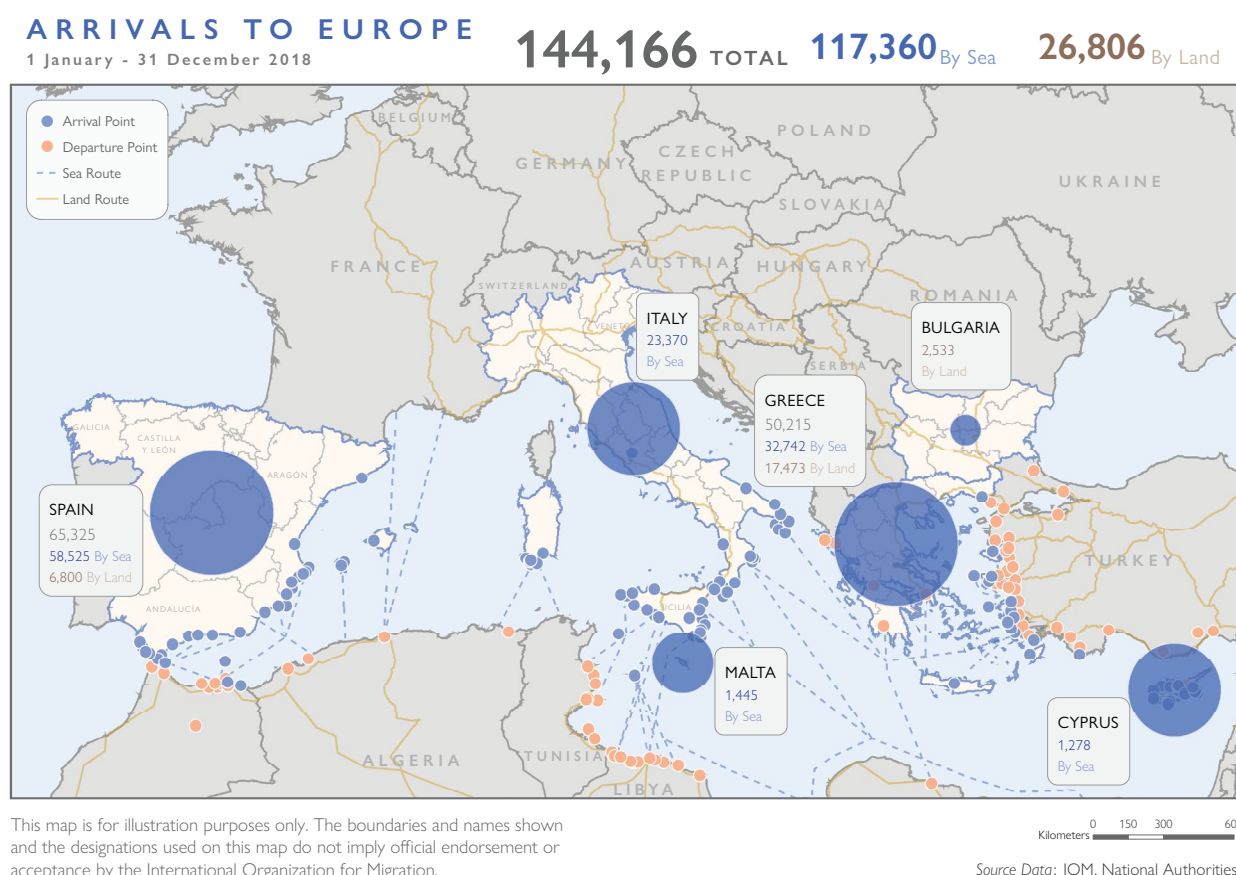 ARRIVALS TO EUROPE
1 January - 31 December 2018
144,166 TOTAL 117,360 By Sea 26,806 By Land
Arrival Point
Departure Point
Sea Route
Land Route
BELGIUM
GERMANY
CZECH
REPUBLIC
POLAND
UKRAINE
SLOVAKIA
FRANCE
SWITZERLAND
AUSTRIA
HUNGARY
ROMANIA
VENETO
CROATIA
SERBIA
ITALY
23,370
By Sea
BULGARIA
2,533
By Land
GREECE
50,215
32,742 By Sea
17,473 By Land
GALICIA
CASTILLA
Y LEÓN
ARAGÓN
SPAIN
65,325
58,525 By Sea
6,800 By Land
ANDALUCÍA
SICILIA
TURKEY
MALTA
1,445
By Sea
CYPRUS
1,278
By Sea
ALGERIA
TUNISIA
LIBYA
This map is for illustration purposes only. The boundaries and names shown
and the designations used on this map do not imply official endorsement or
acceptance by the International Organization for Migration.
0 150 300 60
Kilometers
Source Data: IOM, National Authorities